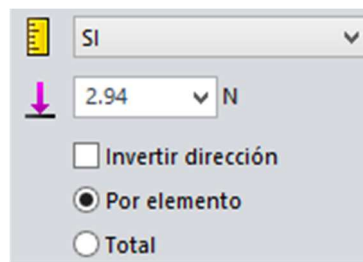 SI
2.94 N
Invertir dirección
Por elemento
Total